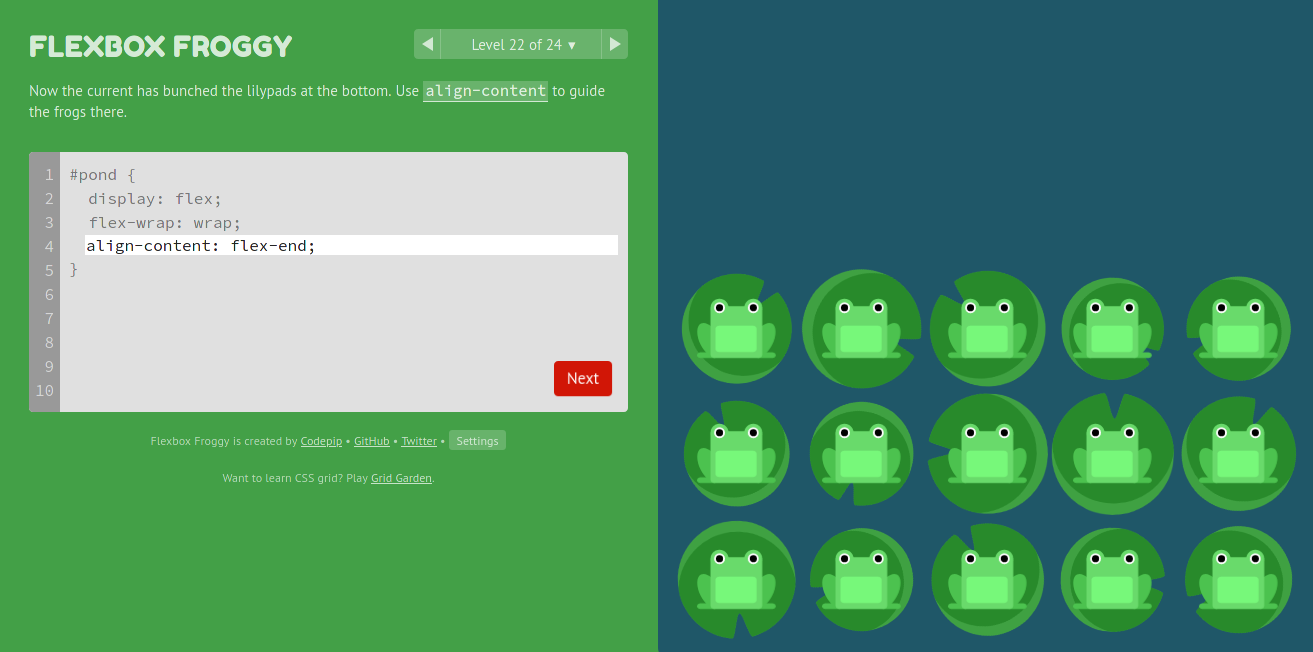 FLEXBOX FROGGY
◀ Level 22 of 24 ▾ ▶
Now the current has bunched the lilypads at the bottom. Use align-content to guide
the frogs there.
1 #pond {
2 display: flex;
3 flex-wrap: wrap;
4 align-content: flex-end;
5 }
6
7
8
9
10
Next
Flexbox Froggy is created by Codepip • GitHub • Twitter • Settings
Want to learn CSS grid? Play Grid Garden.